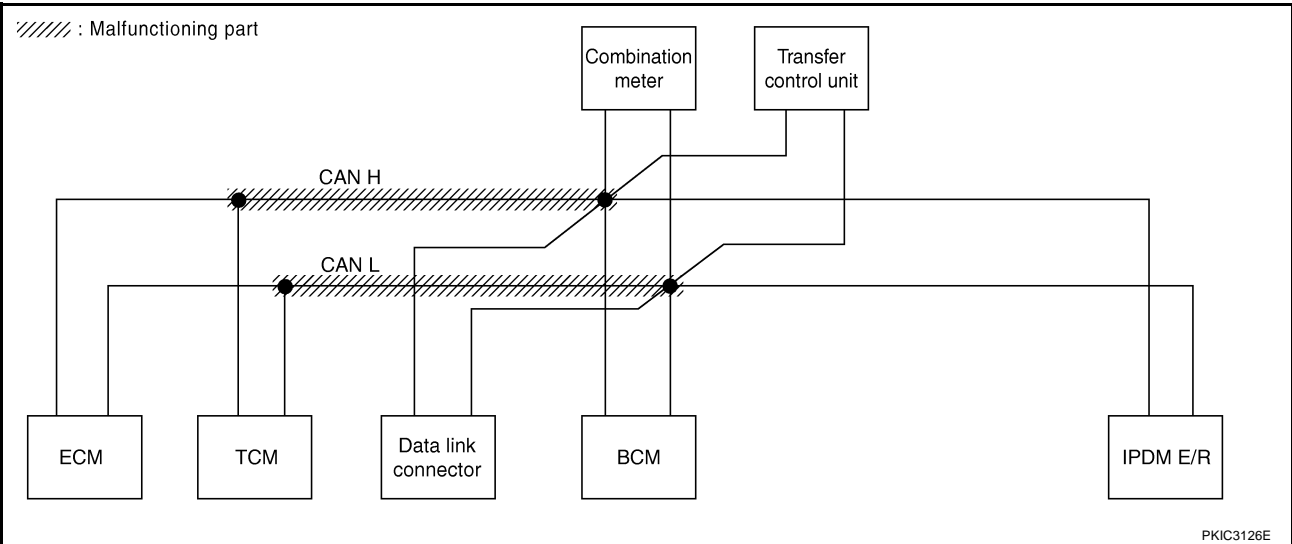 : Malfunctioning part
Combination
meter
Transfer
control unit
CAN H
CAN L
ECM
TCM
Data link
connector
BCM
IPDM E/R
PKIC3126E